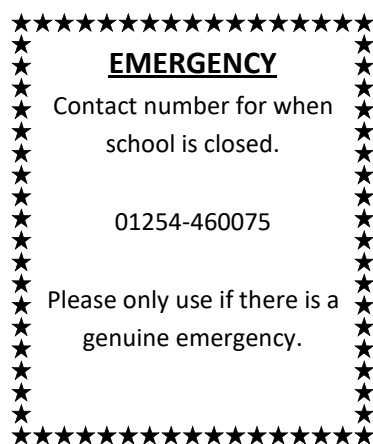 EMERGENCY
Contact number for when
school is closed.
01254-460075
Please only use if there is a
genuine emergency.